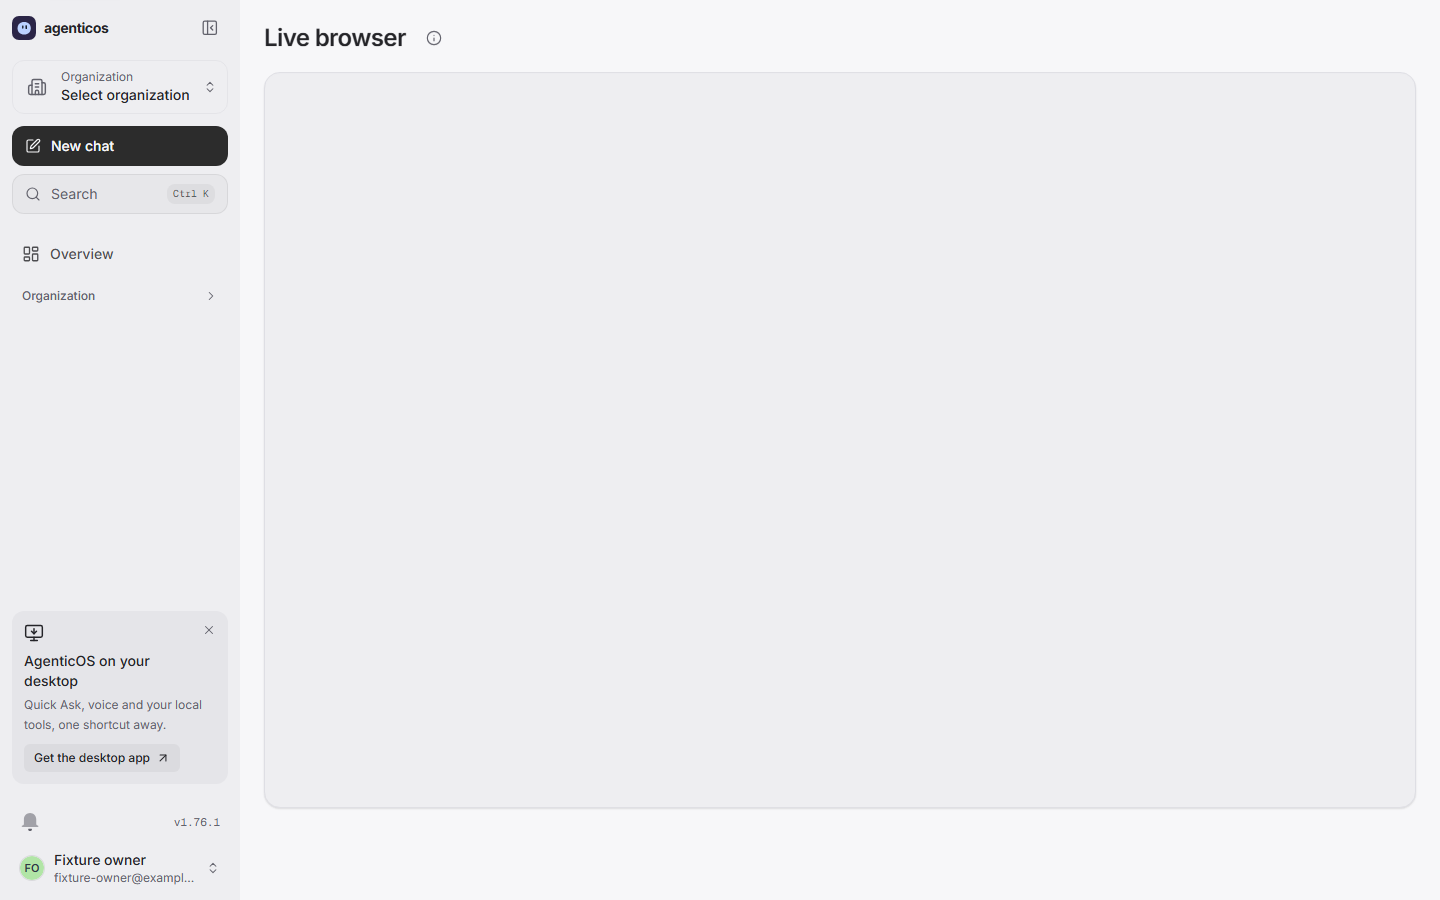 agenticos
Organization
Select organization
New chat
Search
Ctrl K
Overview
Organization
AgenticOS on your
desktop
Quick Ask, voice and your local
tools, one shortcut away.
Get the desktop app
v1.76.1
FO
Fixture owner
fixture-owner@exampl...
Live browser